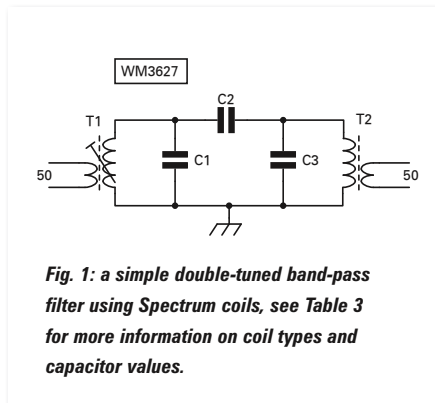 WM3627
C2
T1
T2
C1
C3
50
50
Fig. 1: a simple double-tuned band-pass
filter using Spectrum coils, see Table 3
for more information on coil types and
capacitor values.